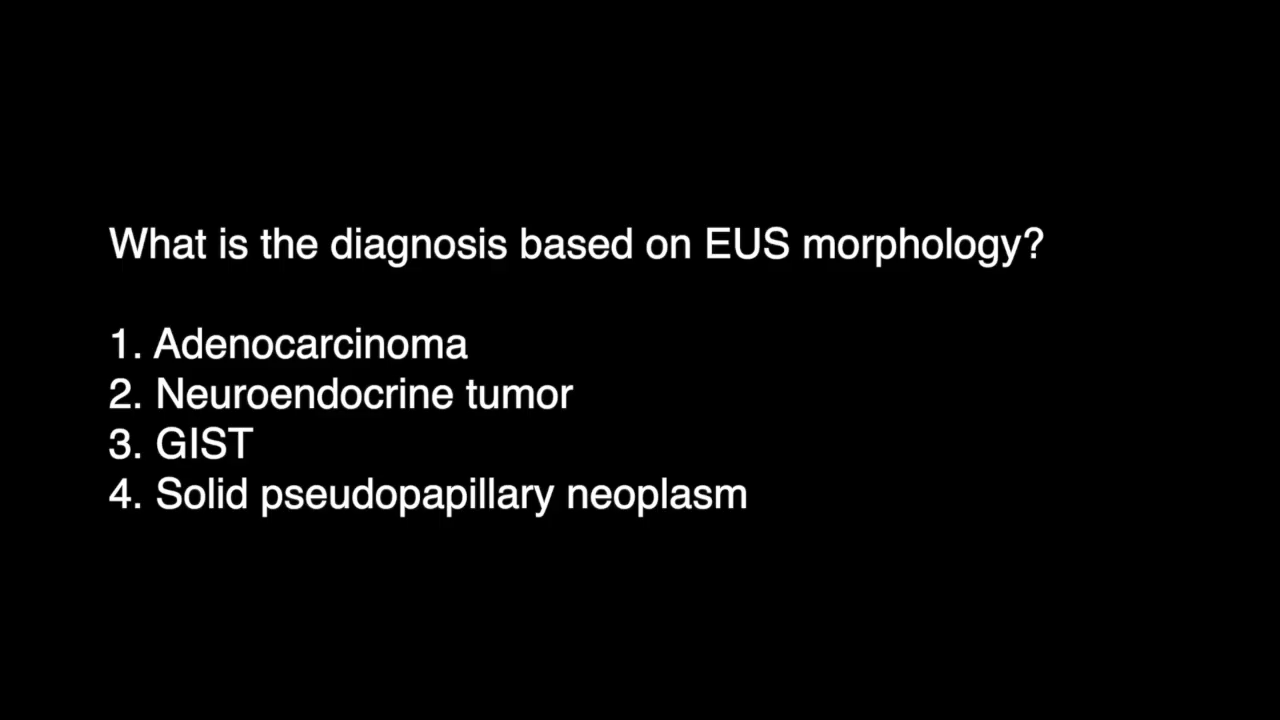 What is the diagnosis based on EUS morphology?
1. Adenocarcinoma
2. Neuroendocrine tumor
3. GIST
4. Solid pseudopapillary neoplasm